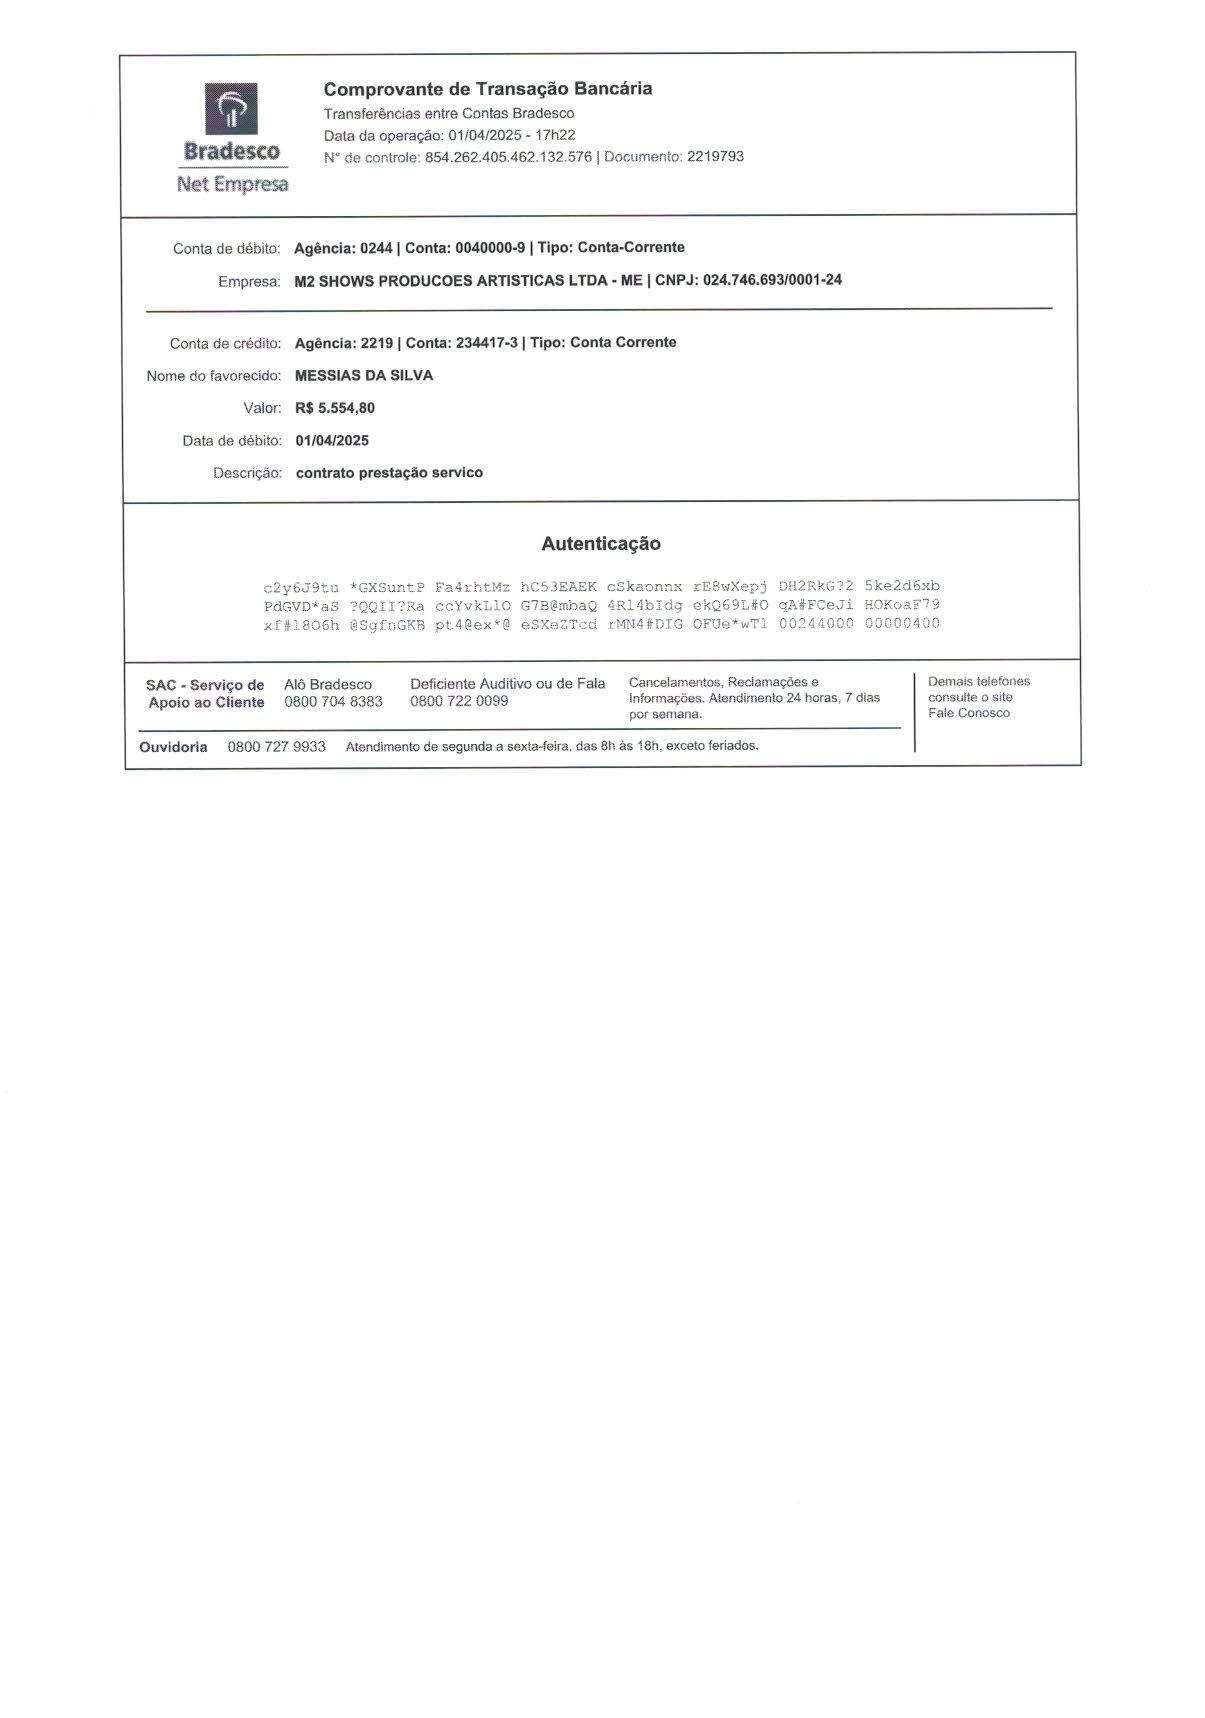 Comprovante de Transação Bancária
Transferências entre Contas Bradesco
Data da operação: 01/04/2025 - 17h22
N° de controle: 854.262.405.462.132.576 | Documento: 2219793
Bradesco
Net Empresa
Conta de débito: Agência: 0244 | Conta: 0040000-9 | Tipo: Conta-Corrente
Empresa: M2 SHOWS PRODUCOES ARTISTICAS LTDA - ME | CNPJ: 024.746.693/0001-24
Conta de crédito: Agência: 2219 | Conta: 234417-3 | Tipo: Conta Corrente
Nome do favorecido: MESSIAS DA SILVA
Valor: R$ 5.554,80
Data de débito: 01/04/2025
Descrição: contrato prestação servico
Autenticação
c2y6J9tu *GXSuntP Fa4rhtMz hC53EAEK cSkaonnx rE8wXepj DH2RkG?2 5ke2d6xb
PdGVD*aS ?QQII?Ra ccYvkLlO G7B@mbaQ 4Rl4bIdg ekQ69L#O qA#FCeJi HOKoaF79
xf#l8O6h @SgfnGKB pt4@ex*@ eSXeZTcd rMN4#DIG OFUe*wTl 00244000 00000400
SAC - Serviço de Apoio ao Cliente
Alô Bradesco
0800 704 8383
Deficiente Auditivo ou de Fala
0800 722 0099
Cancelamentos, Reclamações e
Informações. Atendimento 24 horas, 7 dias
por semana.
Demais telefones
consulte o site
Fale Conosco
Ouvidoria 0800 727 9933 Atendimento de segunda a sexta-feira, das 8h às 18h, exceto feriados.